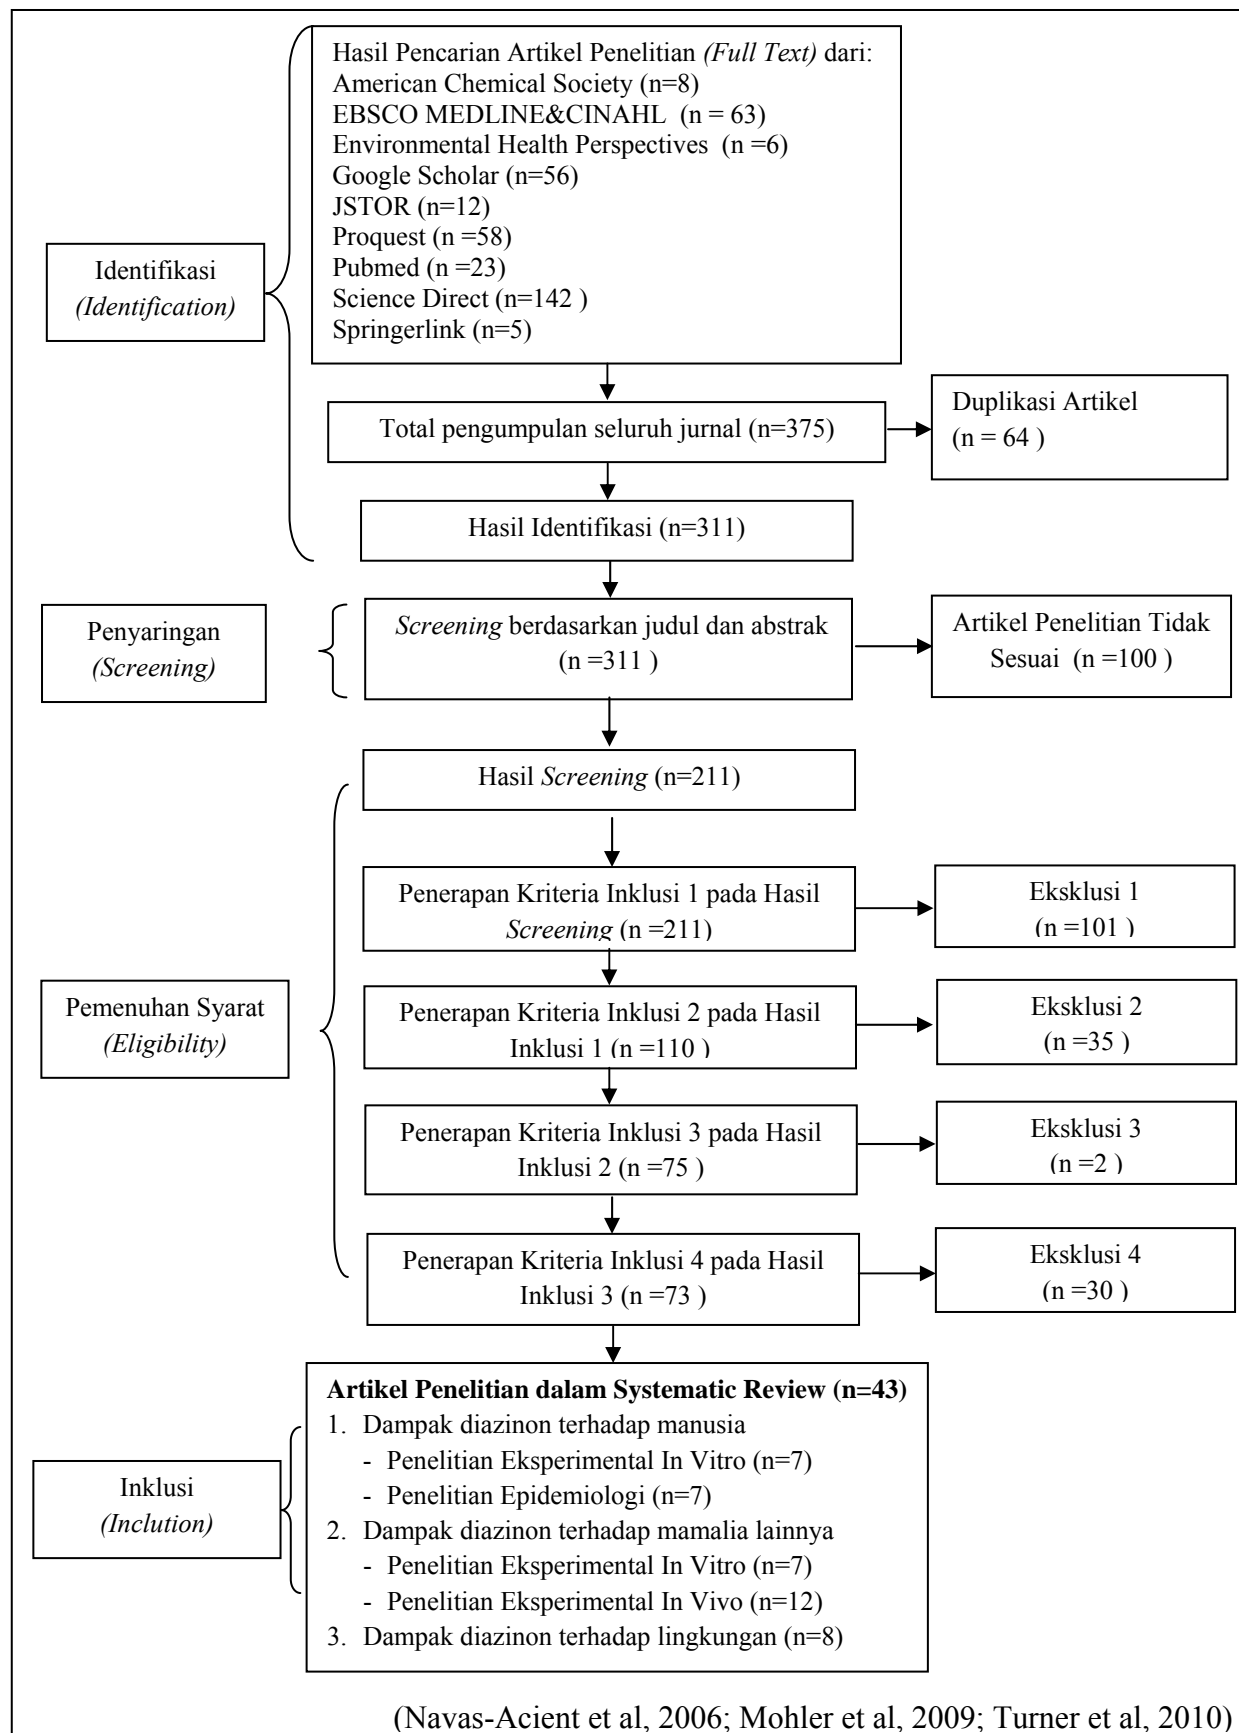 Hasil Pencarian Artikel Penelitian (Full Text) dari:
American Chemical Society (n=8)
EBSCO MEDLINE&CINAHL (n = 63)
Environmental Health Perspectives (n =6)
Google Scholar (n=56)
JSTOR (n=12)
Proquest (n =58)
Pubmed (n =23)
Science Direct (n=142 )
Springerlink (n=5)
Identifikasi
(Identification)
Total pengumpulan seluruh jurnal (n=375)
Duplikasi Artikel
(n = 64 )
Hasil Identifikasi (n=311)
Penyaringan
(Screening)
Screening berdasarkan judul dan abstrak
(n =311 )
Artikel Penelitian Tidak
Sesuai (n =100 )
Hasil Screening (n=211)
Penerapan Kriteria Inklusi 1 pada Hasil
Screening (n =211)
Eksklusi 1
(n =101 )
Pemenuhan Syarat
(Eligibility)
Penerapan Kriteria Inklusi 2 pada Hasil
Inklusi 1 (n =110 )
Eksklusi 2
(n =35 )
Penerapan Kriteria Inklusi 3 pada Hasil
Inklusi 2 (n =75 )
Eksklusi 3
(n =2 )
Penerapan Kriteria Inklusi 4 pada Hasil
Inklusi 3 (n =73 )
Eksklusi 4
(n =30 )
Inklusi
(Inclution)
Artikel Penelitian dalam Systematic Review (n=43)
1. Dampak diazinon terhadap manusia
- Penelitian Eksperimental In Vitro (n=7)
- Penelitian Epidemiologi (n=7)
2. Dampak diazinon terhadap mamalia lainnya
- Penelitian Eksperimental In Vitro (n=7)
- Penelitian Eksperimental In Vivo (n=12)
3. Dampak diazinon terhadap lingkungan (n=8)
(Navas-Acient et al, 2006; Mohler et al, 2009; Turner et al, 2010)